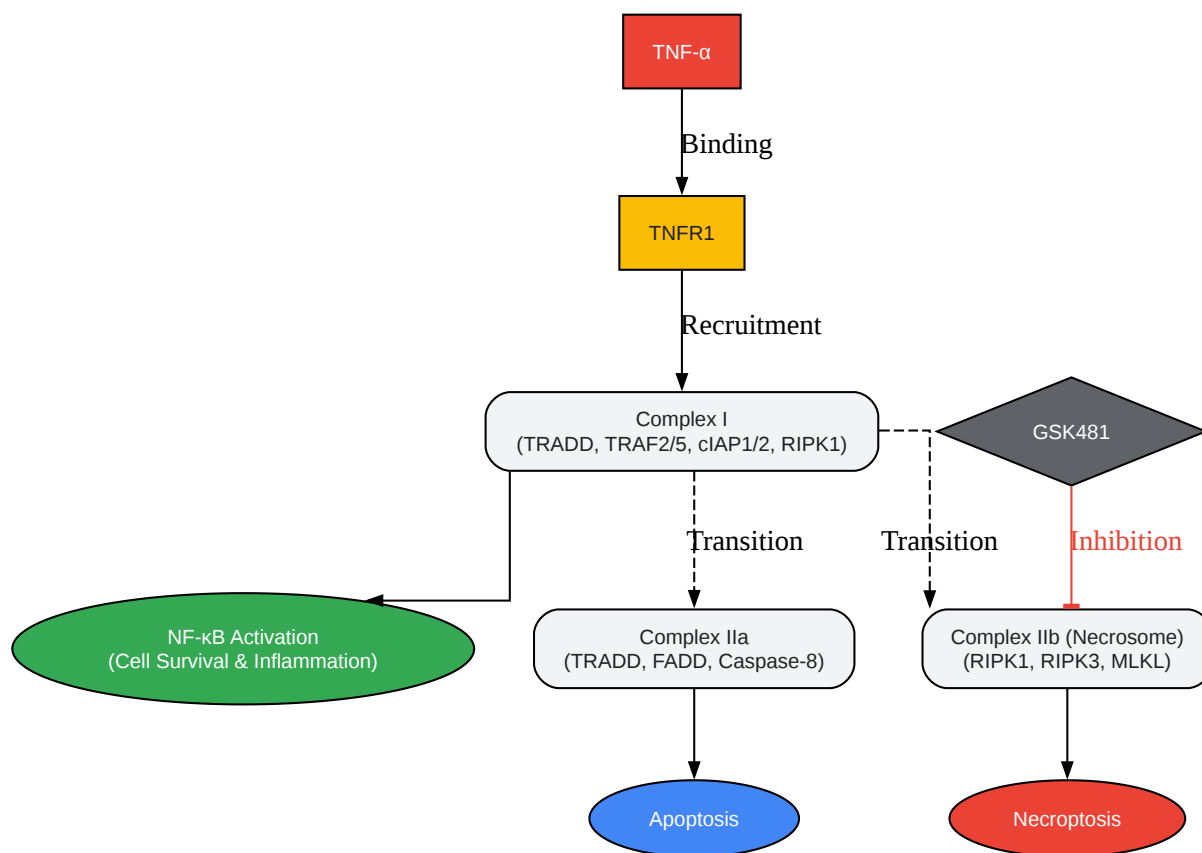 TNF-α
Binding
TNFR1
Recruitment
Complex I
(TRADD, TRAF2/5, cIAP1/2, RIPK1)
GSK481
Transition
Transition
Inhibition
NF-κB Activation
(Cell Survival & Inflammation)
Complex IIa
(TRADD, FADD, Caspase-8)
Complex IIb (Necrosome)
(RIPK1, RIPK3, MLKL)
Apoptosis
Necroptosis